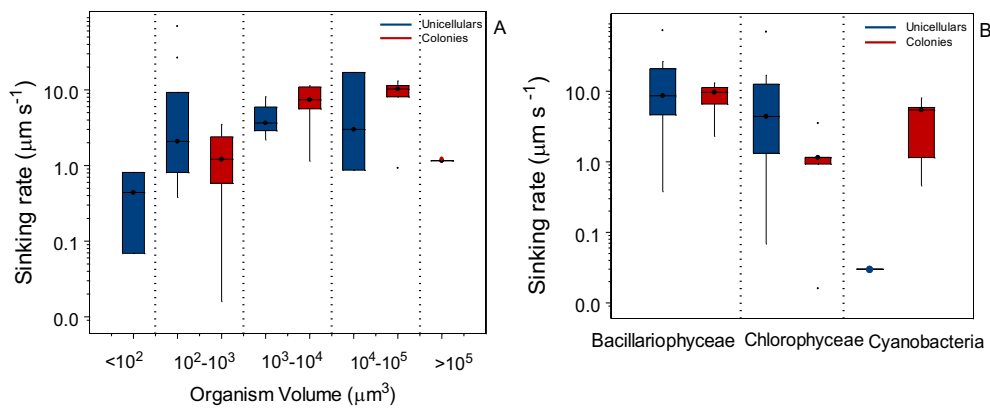 Unicellulars
Colonies
A
Sinking rate (μm s⁻¹)
10.0
1.0
0.1
0.0
<10²
10²-10³
10³-10⁴
10⁴-10⁵
>10⁵
Organism Volume (μm³)
Unicellulars
Colonies
B
Sinking rate (μm s⁻¹)
10.0
1.0
0.1
0.0
Bacillariophyceae
Chlorophyceae
Cyanobacteria